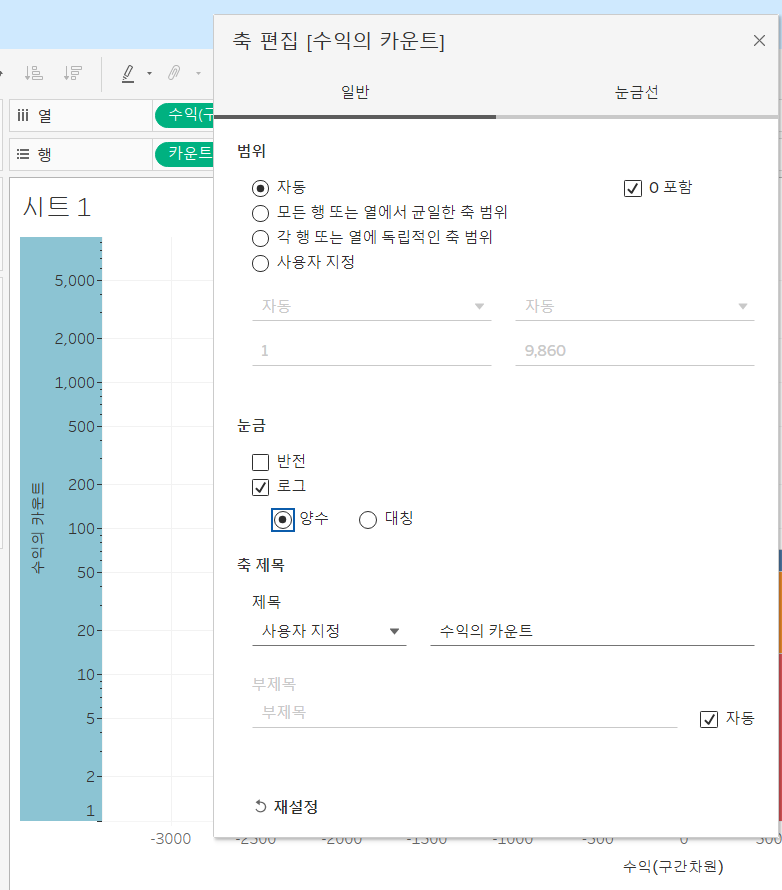 축 편집 [수익의 카운트]
일반
눈금선
열
수익(구
행
카운트
시트 1
5,000
2,000
1,000
500
200
100
50
20
10
5
2
1
수익의 카운트
범위
자동
0 포함
모든 행 또는 열에서 균일한 축 범위
각 행 또는 열에 독립적인 축 범위
사용자 지정
자동
자동
1
9,860
눈금
반전
로그
양수
대칭
축 제목
제목
사용자 지정
수익의 카운트
부제목
부제목
자동
재설정
-3000 -2500 -2000 -1500 -1000 -500 0 500
수익(구간차원)